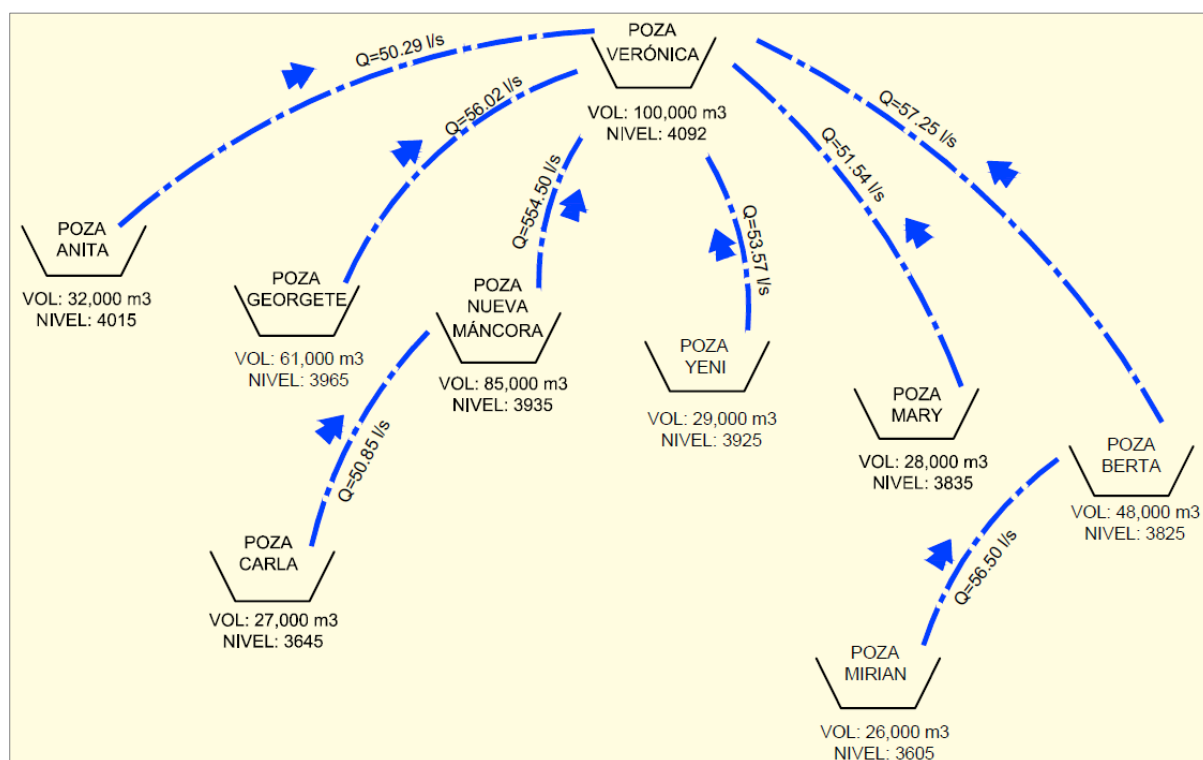 POZA
VERÓNICA
VOL: 100,000 m3
NIVEL: 4092
Q=50.29 l/s
Q=56.02 l/s
Q=554.50 l/s
Q=53.57 l/s
Q=51.54 l/s
Q=57.25 l/s
POZA
ANITA
VOL: 32,000 m3
NIVEL: 4015
POZA
GEORGETE
VOL: 61,000 m3
NIVEL: 3965
POZA
NUEVA
MÁNCORA
VOL: 85,000 m3
NIVEL: 3935
POZA
YENI
VOL: 29,000 m3
NIVEL: 3925
POZA
MARY
VOL: 28,000 m3
NIVEL: 3835
POZA
BERTA
VOL: 48,000 m3
NIVEL: 3825
Q=50.85 l/s
Q=56.50 l/s
POZA
CARLA
VOL: 27,000 m3
NIVEL: 3645
POZA
MIRIAN
VOL: 26,000 m3
NIVEL: 3605